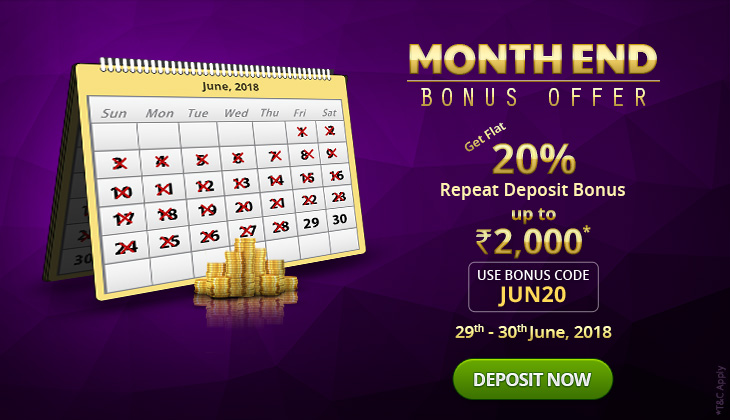 June, 2018
Sun Mon Tue Wed Thu Fri Sat
1 2
3 4 5 6 7 8 9
10 11 12 13 14 15 16
17 18 19 20 21 22 23
24 25 26 27 28 29 30
30
MONTH END
BONUS OFFER
Get Flat
20%
Repeat Deposit Bonus
up to
₹2,000*
USE BONUS CODE
JUN20
29th - 30th June, 2018
DEPOSIT NOW
*T&C Apply